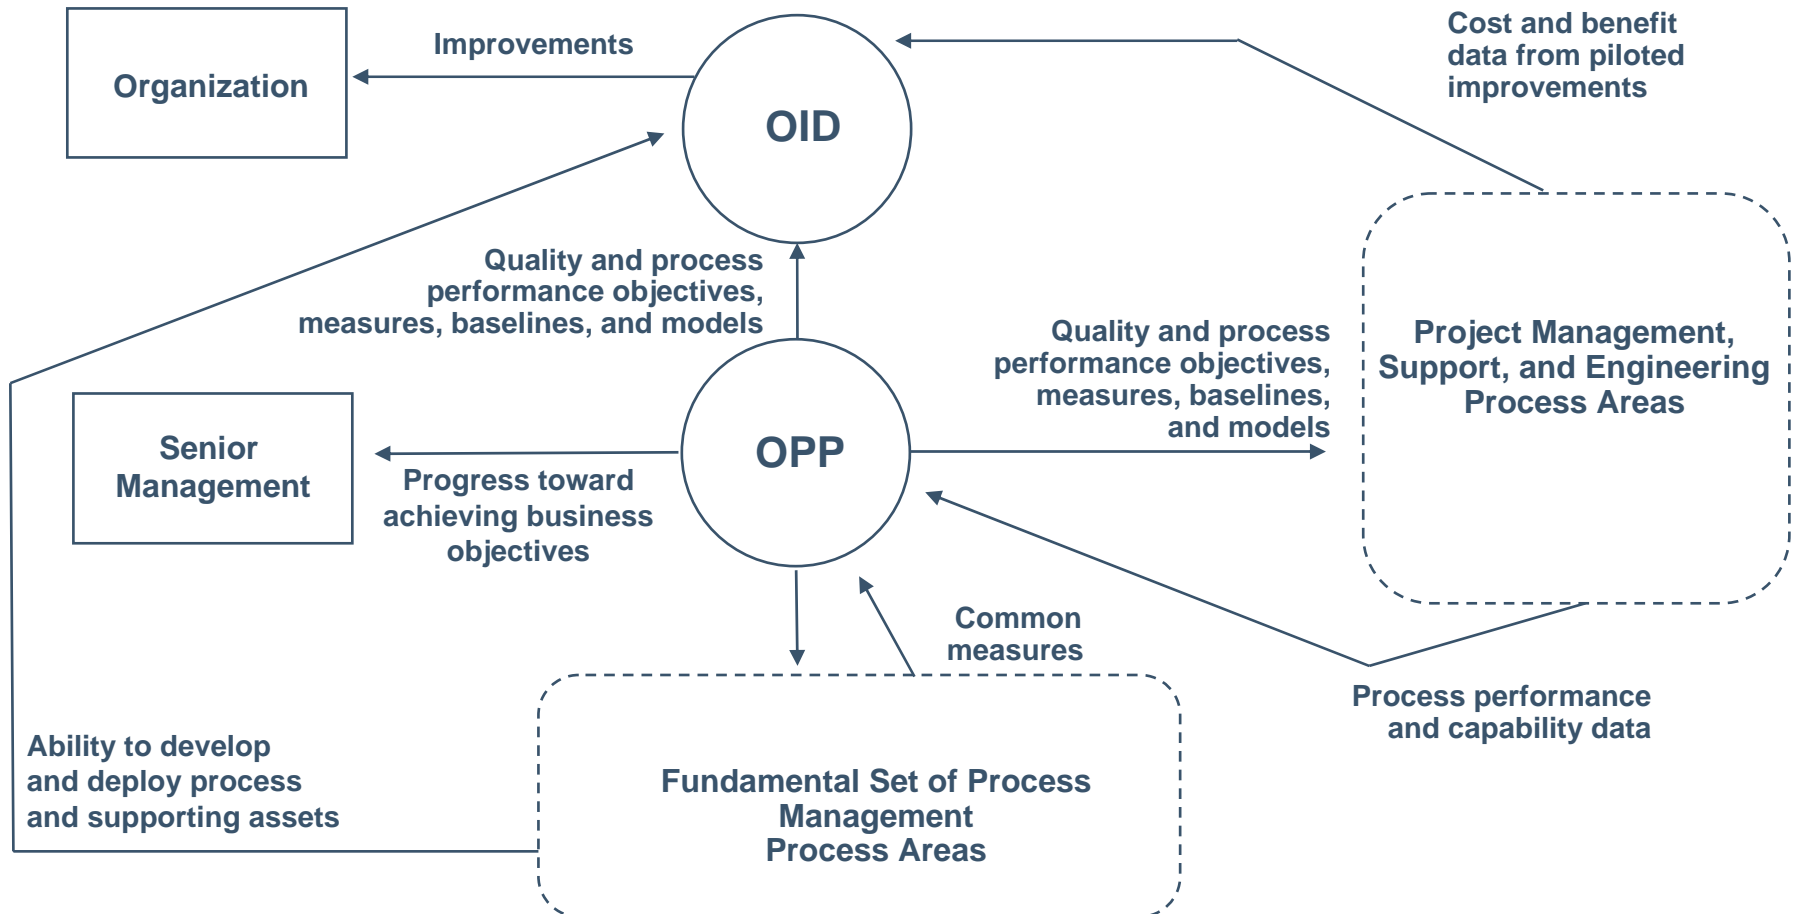 Organization
Improvements
OID
Cost and benefit
data from piloted
improvements
Quality and process
performance objectives,
measures, baselines, and models
Quality and process
performance objectives,
measures, baselines,
and models
Project Management,
Support, and Engineering
Process Areas
Senior
Management
Progress toward
achieving business
objectives
OPP
Common
measures
Process performance
and capability data
Ability to develop
and deploy process
and supporting assets
Fundamental Set of Process
Management
Process Areas